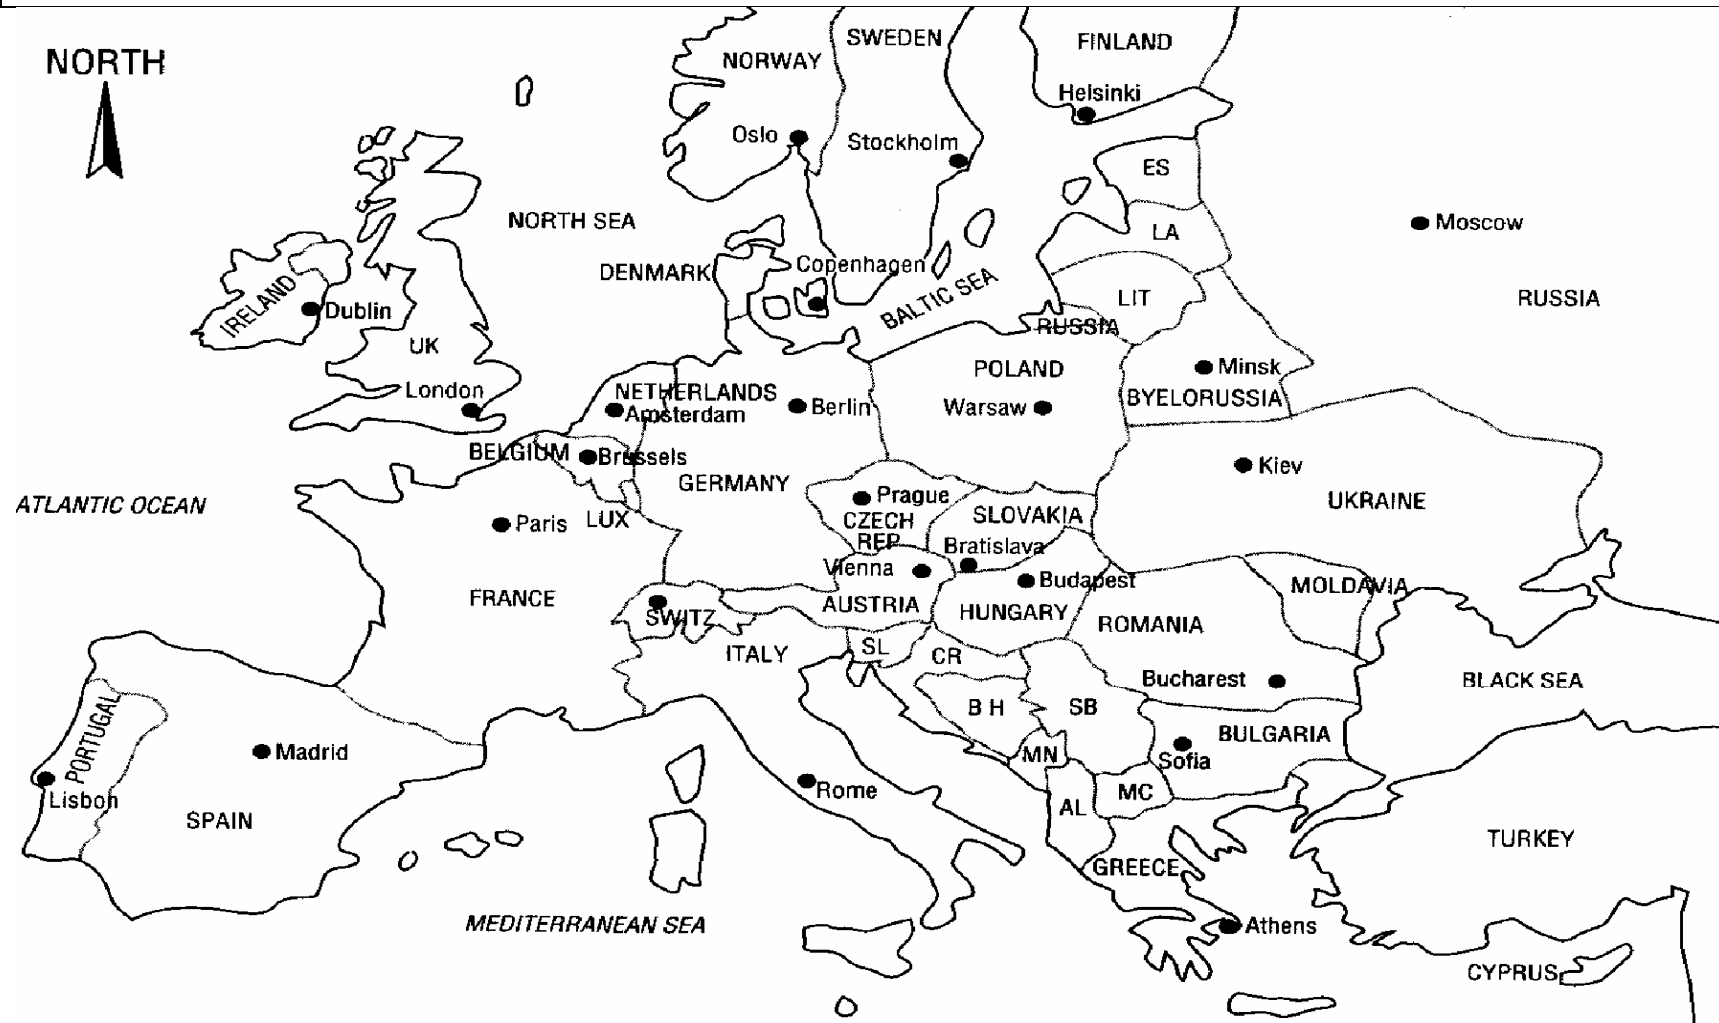 NORTH
NORWAY
SWEDEN
FINLAND
Helsinki
Oslo
Stockholm
ES
NORTH SEA
LA
Moscow
DENMARK
Copenhagen
BALTIC SEA
LIT
RUSSIA
IRELAND
Dublin
RUSSIA
UK
POLAND
Minsk
London
NETHERLANDS
Amsterdam
Berlin
Warsaw
BYELORUSSIA
BELGIUM
Brussels
Kiev
GERMANY
Prague
UKRAINE
ATLANTIC OCEAN
Paris
LUX
CZECH
REP
SLOVAKIA
Bratislava
Vienna
Budapest
MOLDAVIA
FRANCE
SWITZ
AUSTRIA
HUNGARY
ROMANIA
ITALY
SL
CR
Bucharest
BLACK SEA
PORTUGAL
B H
SB
BULGARIA
Madrid
MN
Sofia
Lisbon
Rome
AL
MC
SPAIN
TURKEY
GREECE
MEDITERRANEAN SEA
Athens
CYPRUS